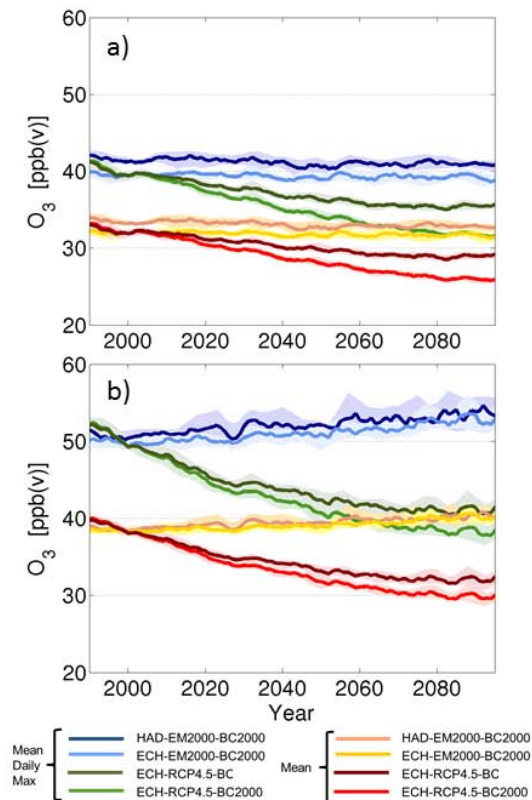 60
a)
50
O3 [ppb(v)]
40
30
20
2000 2020 2040 2060 2080
60
b)
50
O3 [ppb(v)]
40
30
20
2000 2020 2040 2060 2080
Year
Mean Daily Max
HAD-EM2000-BC2000
ECH-EM2000-BC2000
ECH-RCP4.5-BC
ECH-RCP4.5-BC2000
Mean
HAD-EM2000-BC2000
ECH-EM2000-BC2000
ECH-RCP4.5-BC
ECH-RCP4.5-BC2000